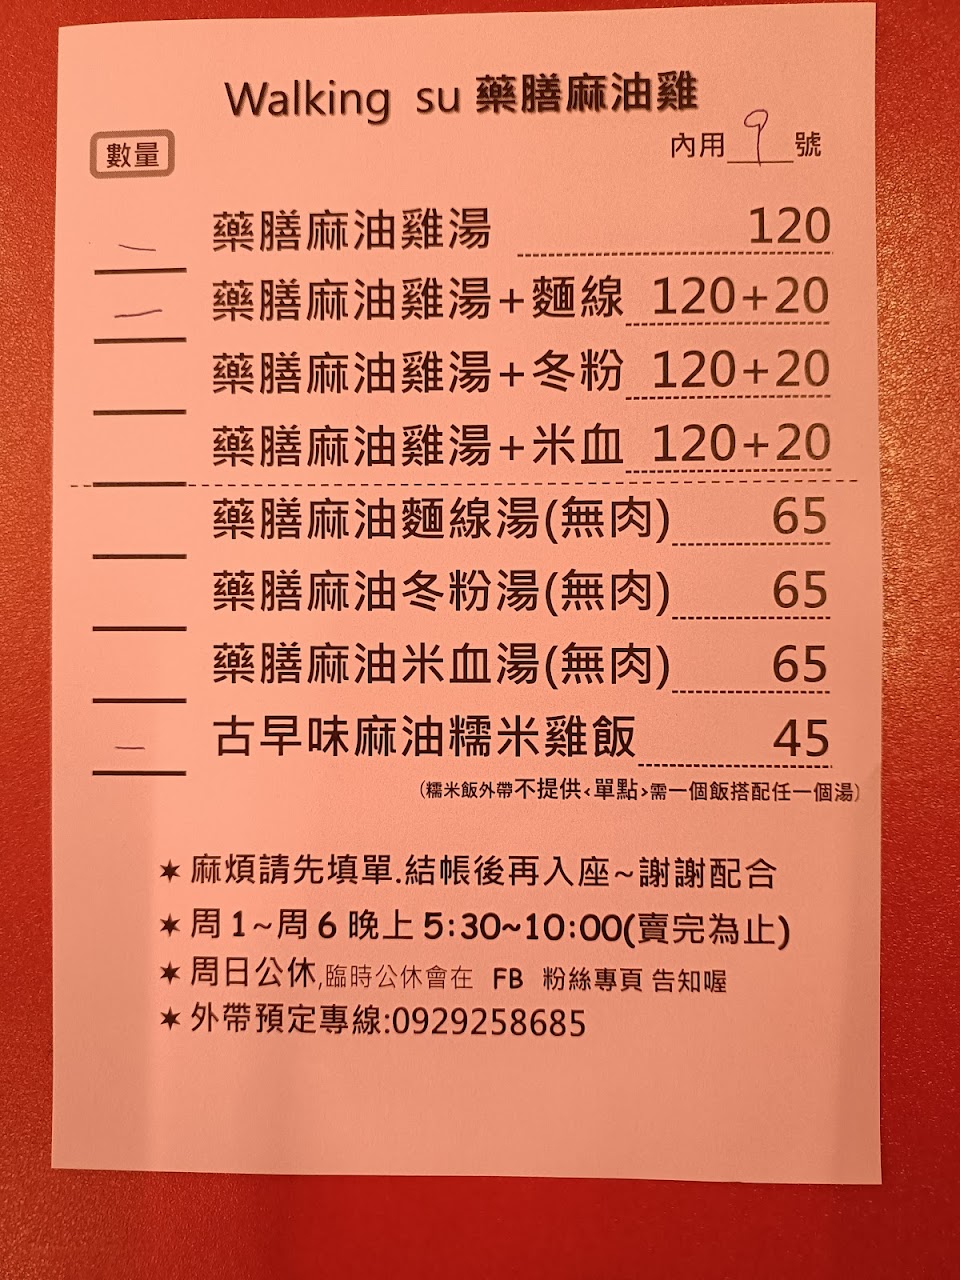 Walking su 藥膳麻油雞
內用 9 號
數量
一 藥膳麻油雞湯 120
一 藥膳麻油雞湯+麵線 120+20
藥膳麻油雞湯+冬粉 120+20
藥膳麻油雞湯+米血 120+20
藥膳麻油麵線湯(無肉) 65
藥膳麻油冬粉湯(無肉) 65
藥膳麻油米血湯(無肉) 65
一 古早味麻油糯米雞飯 45
(糯米飯外帶不提供<單點>需一個飯搭配任一個湯)
★ 麻煩請先填單.結帳後再入座~謝謝配合
★ 周1~周6 晚上 5:30~10:00(賣完為止)
★ 周日公休,臨時公休會在 FB 粉絲專頁 告知喔
★ 外帶預定專線:0929258685